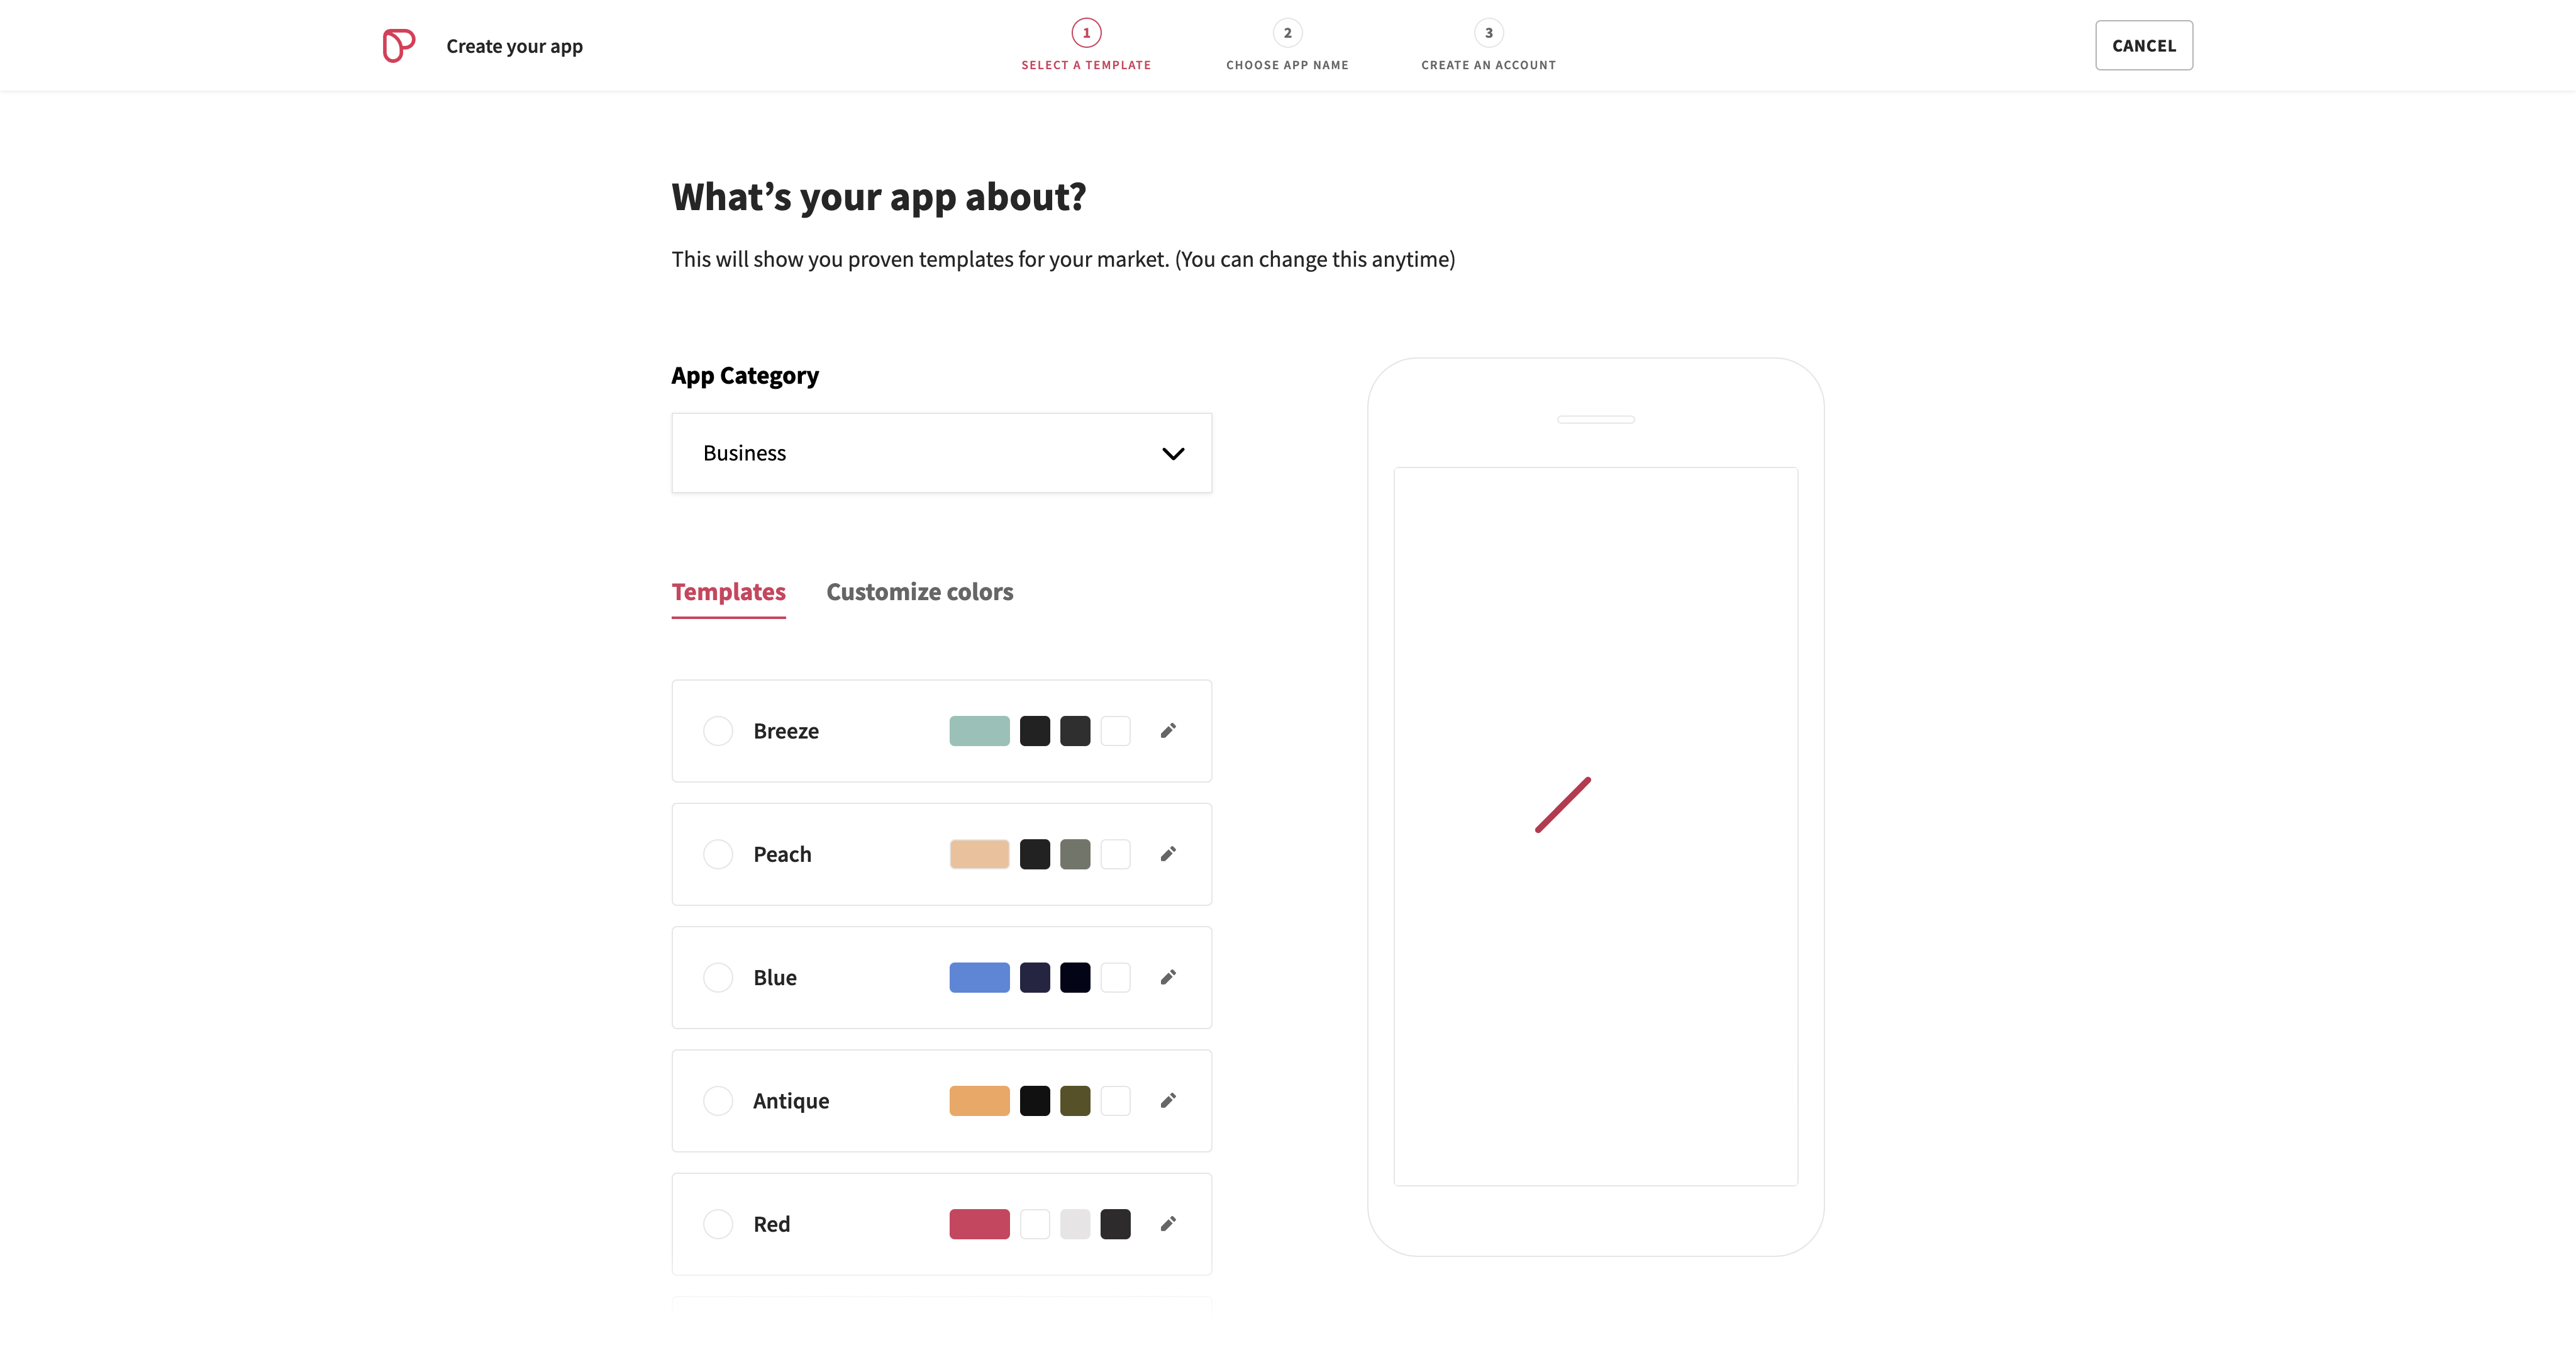 Create your app
1
SELECT A TEMPLATE
2
CHOOSE APP NAME
3
CREATE AN ACCOUNT
CANCEL
What’s your app about?
This will show you proven templates for your market. (You can change this anytime)
App Category
Business
Templates
Customize colors
Breeze
Peach
Blue
Antique
Red